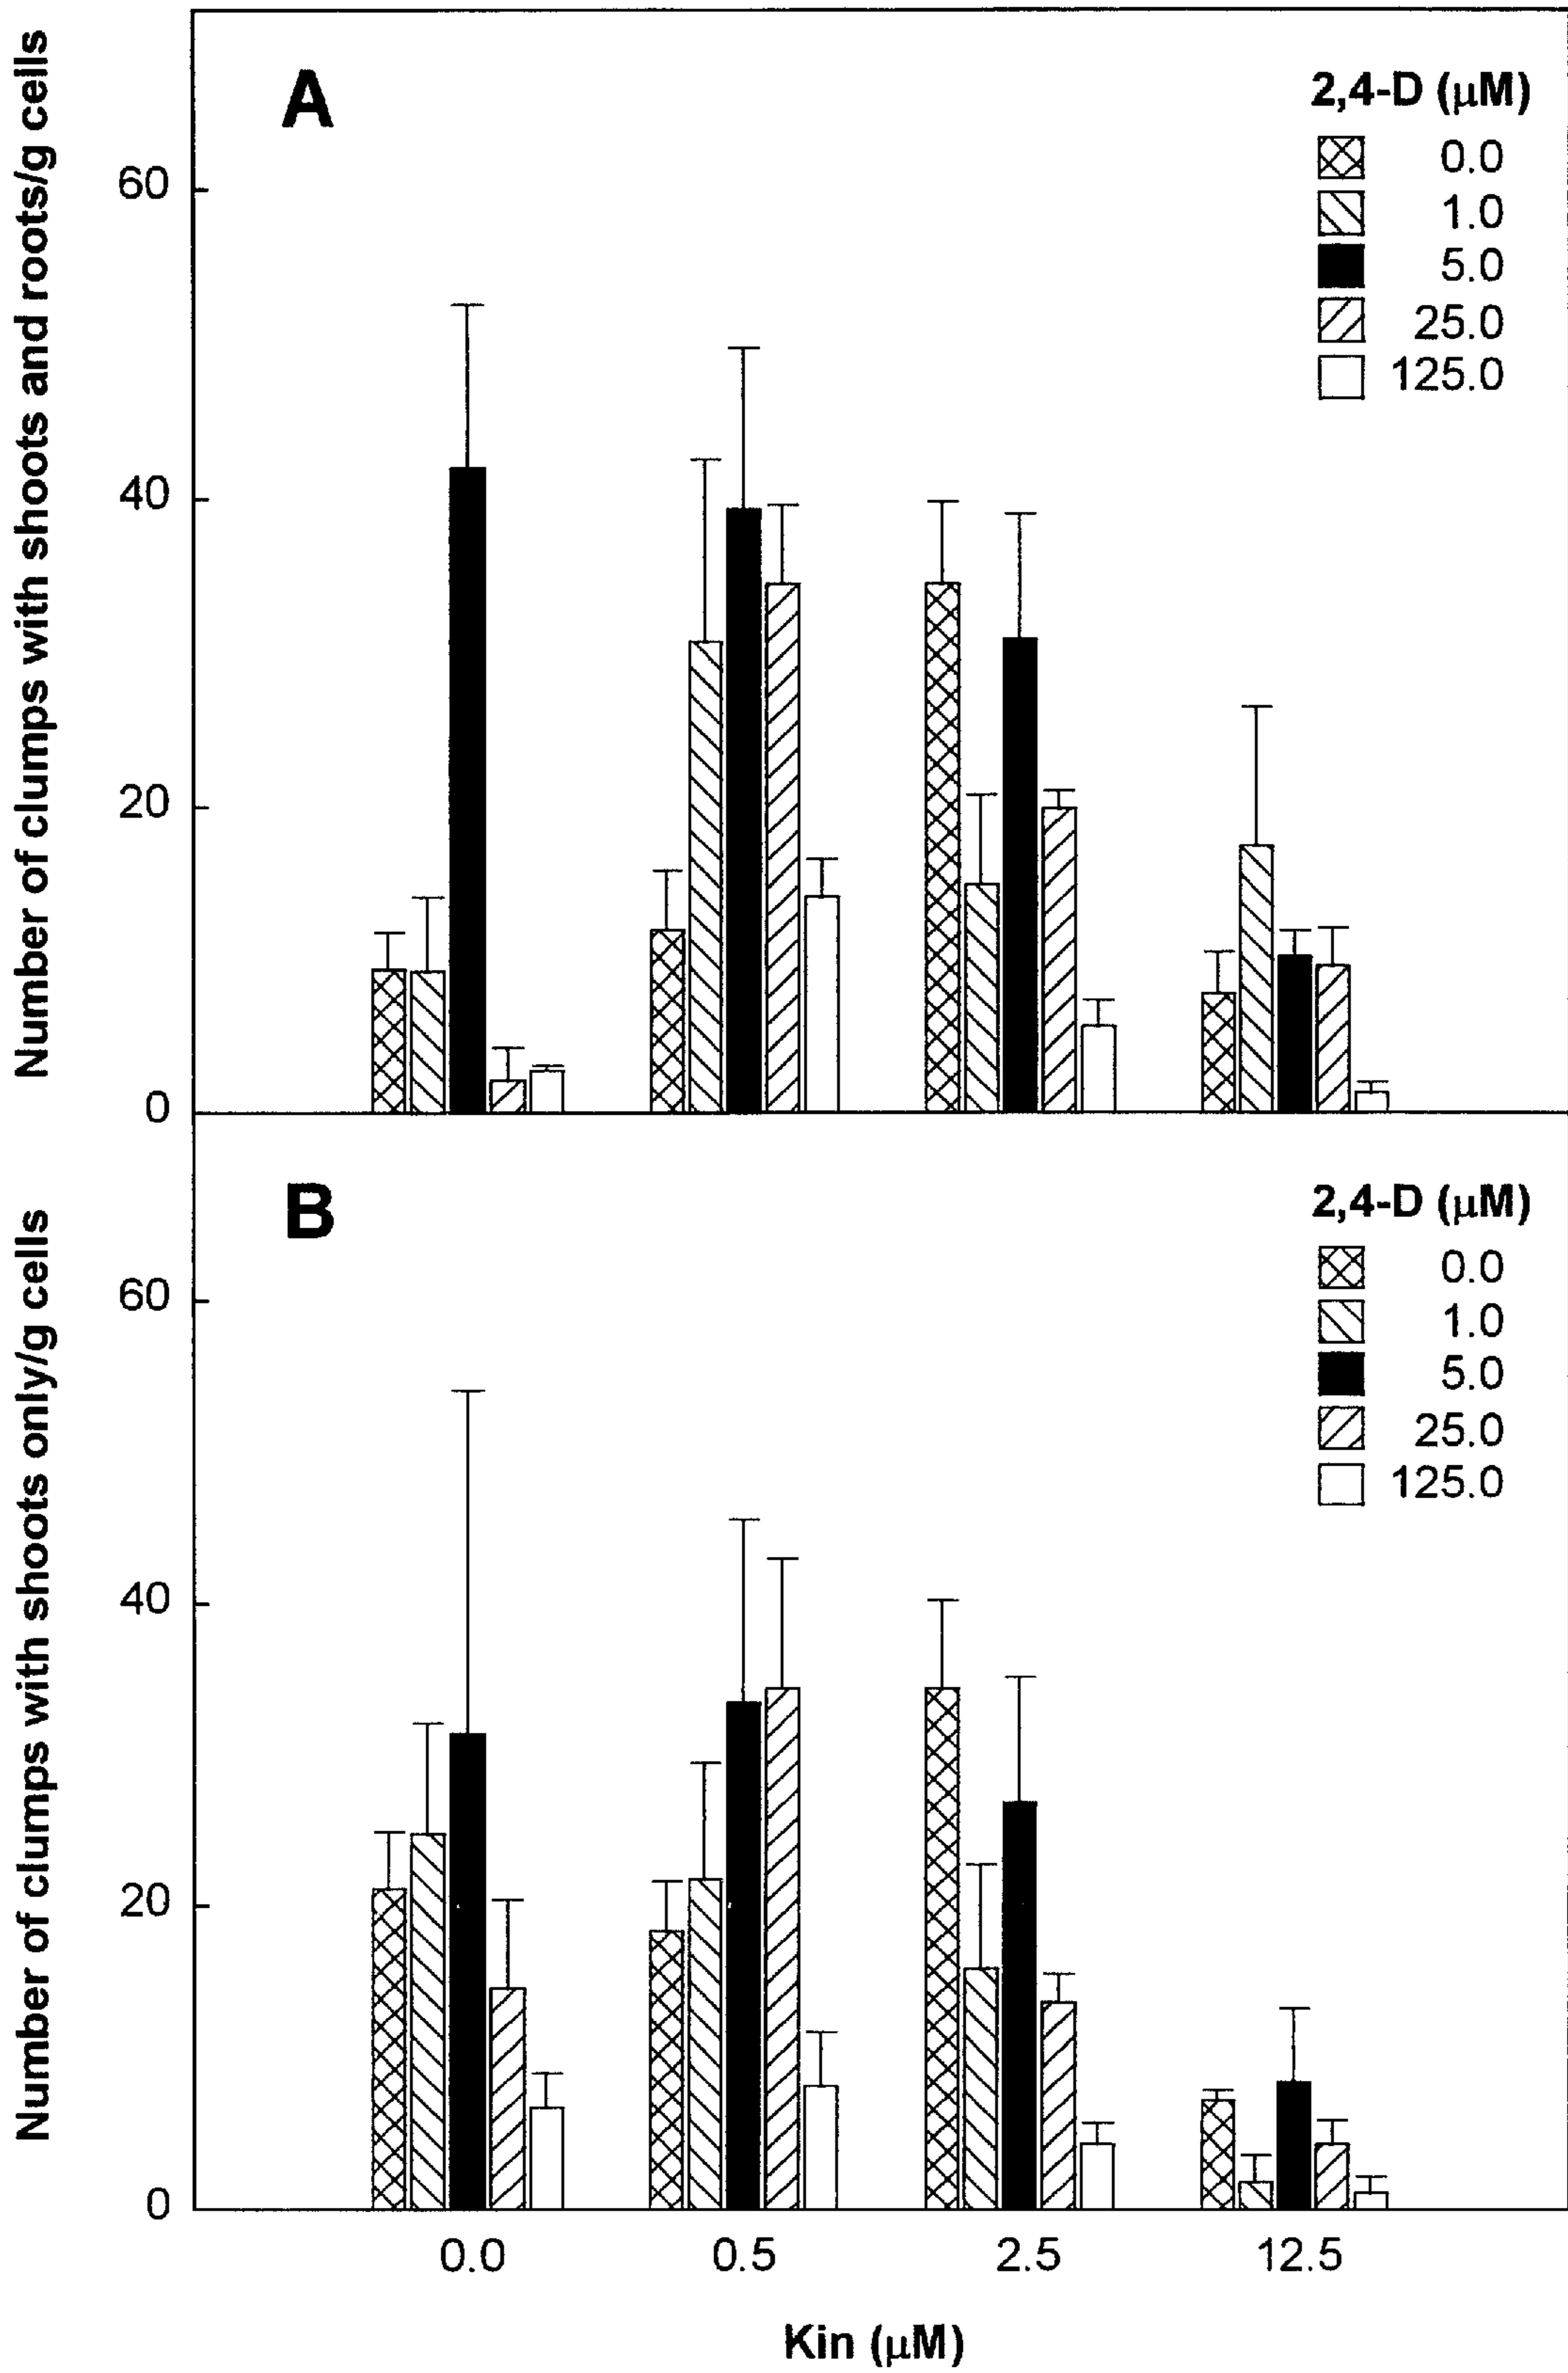 Number of clumps with shoots and roots/g cells
A
60
40
20
0
2,4-D (μM)
0.0
1.0
5.0
25.0
125.0
Number of clumps with shoots only/g cells
B
60
40
20
0
2,4-D (μM)
0.0
1.0
5.0
25.0
125.0
0.0 0.5 2.5 12.5
Kin (μM)